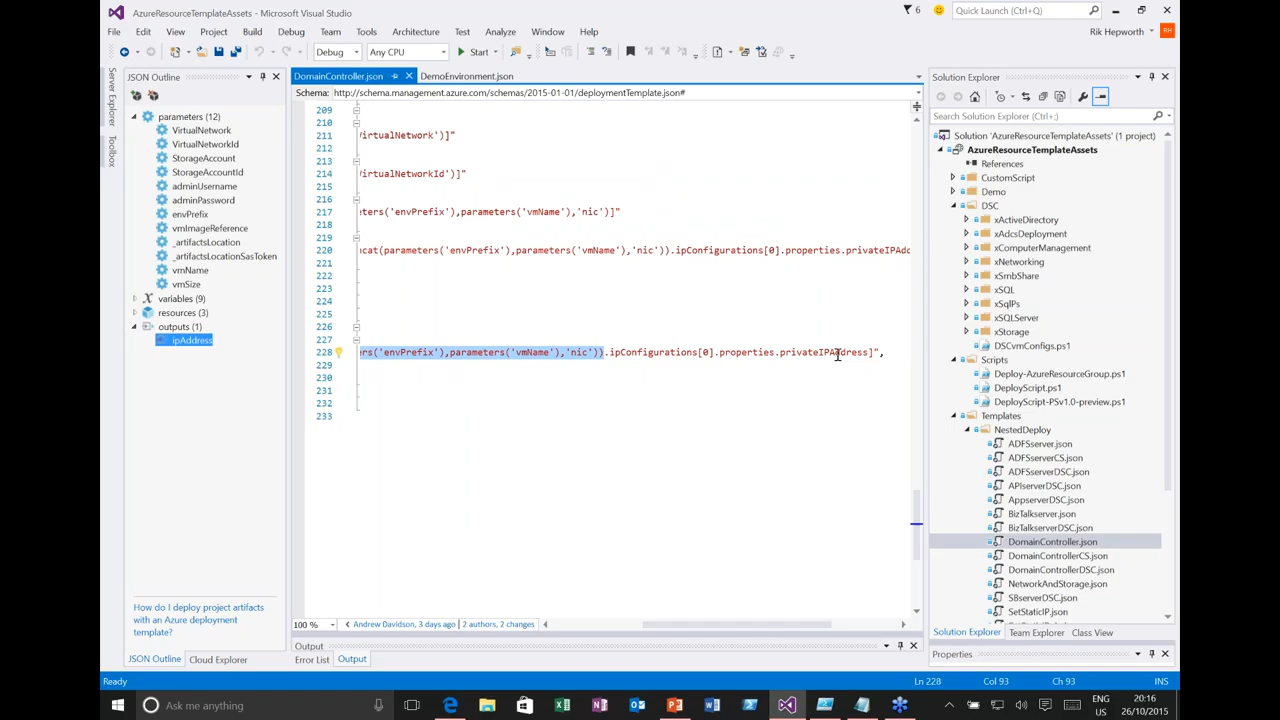 AzureResourceTemplateAssets - Microsoft Visual Studio
6
Quick Launch (Ctrl+;)
File Edit View Project Build Debug Team Tools Architecture Test Analyze Window Help
Rik Hepworth RH
Debug Any CPU Start
Server Explorer
Toolbox
JSON Outline
parameters (12)
VirtualNetwork
VirtualNetworkId
StorageAccount
StorageAccountId
adminUsername
adminPassword
envPrefix
vmImageReference
_artifactsLocation
_artifactsLocationSasToken
vmName
vmSize
variables (9)
resources (3)
outputs (1)
ipAddress
How do I deploy project artifacts
with an Azure deployment
template?
JSON Outline Cloud Explorer
DomainController.json DemoEnvironment.json
Schema: http://schema.management.azure.com/schemas/2015-01-01/deploymentTemplate.json#
209
210
211 VirtualNetwork')]"
212
213
214 VirtualNetworkId')]"
215
216
217 eters('envPrefix'),parameters('vmName'),'nic')]"
218
219
220 cat(parameters('envPrefix'),parameters('vmName'),'nic')).ipConfigurations[0].properties.privateIPAdd
221
222
223
224
225
226
227
228 ers('envPrefix'),parameters('vmName'),'nic')).ipConfigurations[0].properties.privateIPAddress]",
229
230
231
232
233
100 % Andrew Davidson, 3 days ago | 2 authors, 2 changes
Output
Error List Output
Solution Explorer
Search Solution Explorer (Ctrl+;)
Solution 'AzureResourceTemplateAssets' (1 project)
AzureResourceTemplateAssets
References
CustomScript
Demo
DSC
xActiveDirectory
xAdcsDeployment
xComputerManagement
xNetworking
xSmbShare
xSQL
xSqlPs
xSQLServer
xStorage
DSCvmConfigs.ps1
Scripts
Deploy-AzureResourceGroup.ps1
DeployScript.ps1
DeployScript-PSv1.0-preview.ps1
Templates
NestedDeploy
ADFSserver.json
ADFSserverCS.json
ADFSserverDSC.json
APIserverDSC.json
AppserverDSC.json
BizTalkserver.json
BizTalkserverDSC.json
DomainController.json
DomainControllerCS.json
DomainControllerDSC.json
NetworkAndStorage.json
SBserverDSC.json
SetStaticIP.json
Solution Explorer Team Explorer Class View
Properties
Ready Ln 228 Col 93 Ch 93 INS
Ask me anything
ENG
UK
20:16
26/10/2015